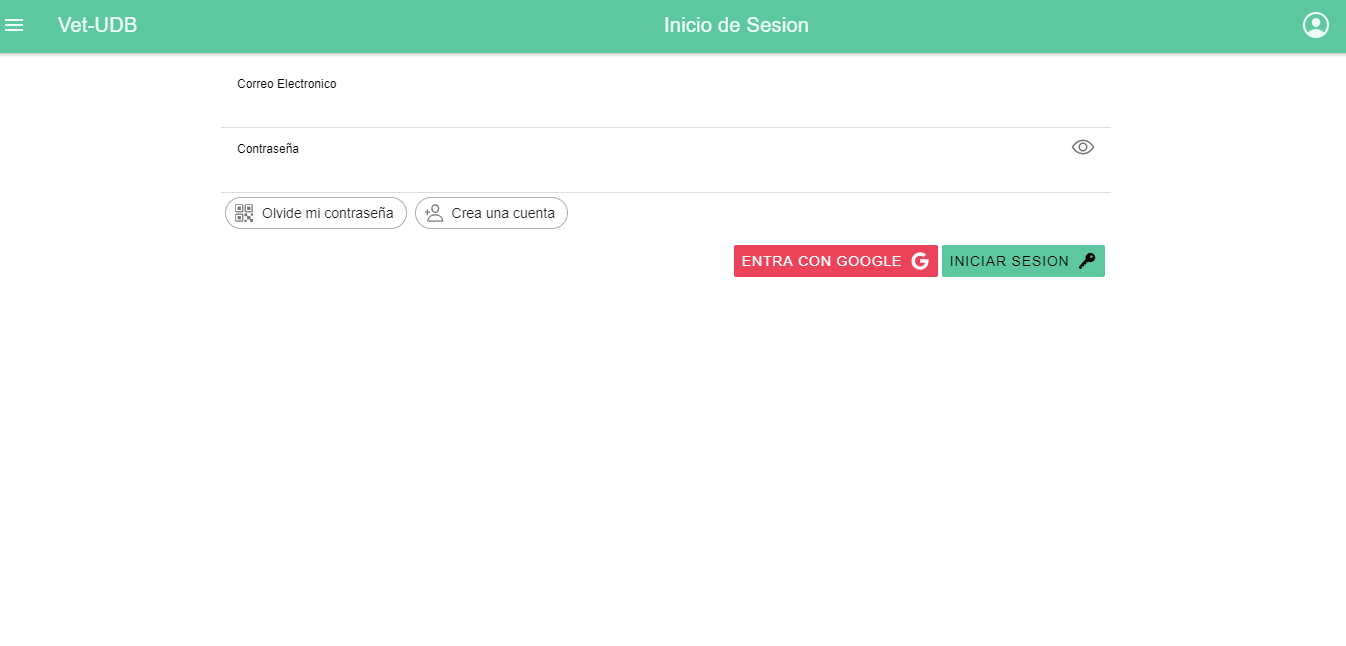 Vet-UDB Inicio de Sesion
Correo Electronico
Contraseña
Olvide mi contraseña Crea una cuenta
ENTRA CON GOOGLE INICIAR SESION